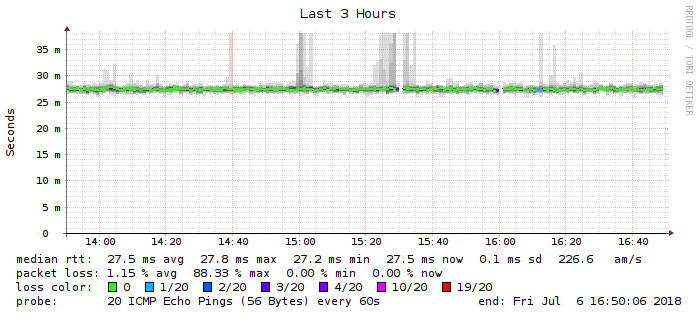 Last 3 Hours
RRDTOOL / TOBI OETIKER
Seconds
35 m
30 m
25 m
20 m
15 m
10 m
5 m
0
14:00 14:20 14:40 15:00 15:20 15:40 16:00 16:20 16:40
median rtt: 27.5 ms avg 27.8 ms max 27.2 ms min 27.5 ms now 0.1 ms sd 226.6 am/s
packet loss: 1.15 % avg 88.33 % max 0.00 % min 0.00 % now
loss color: 0 1/20 2/20 3/20 4/20 10/20 19/20
probe: 20 ICMP Echo Pings (56 Bytes) every 60s end: Fri Jul 6 16:50:06 2018